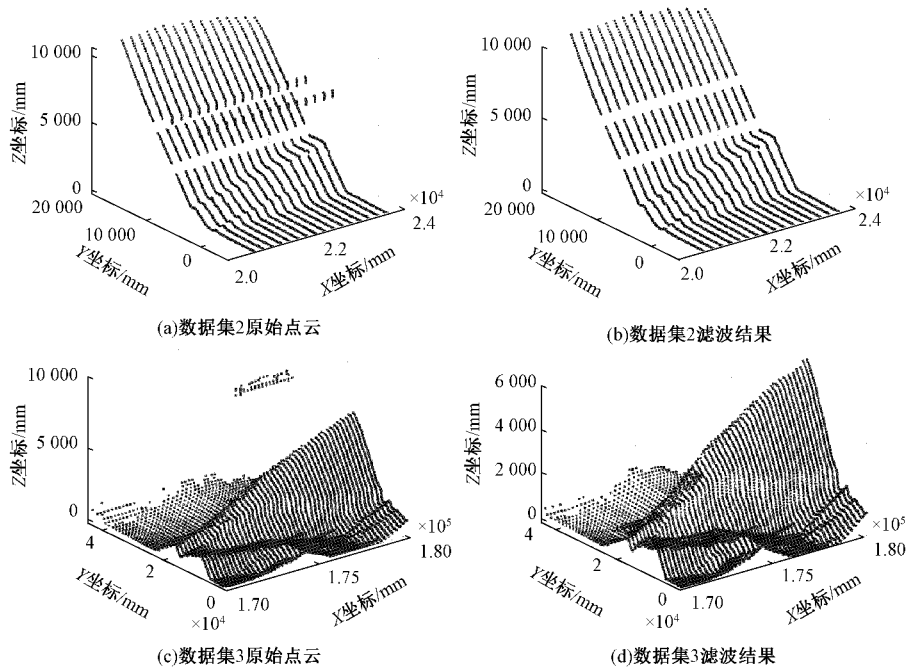 10 000
5 000
0
Z坐标/mm
20 000
10 000
0
Y坐标/mm
2.0
2.2
2.4
×10⁴
X坐标/mm
(a)数据集2原始点云
10 000
5 000
0
Z坐标/mm
20 000
10 000
0
Y坐标/mm
2.0
2.2
2.4
×10⁴
X坐标/mm
(b)数据集2滤波结果
10 000
5 000
0
Z坐标/mm
4
2
0
×10⁴
Y坐标/mm
1.70
1.75
1.80
×10⁵
X坐标/mm
(c)数据集3原始点云
6 000
4 000
2 000
0
Z坐标/mm
4
2
0
×10⁴
Y坐标/mm
1.70
1.75
1.80
×10⁵
X坐标/mm
(d)数据集3滤波结果